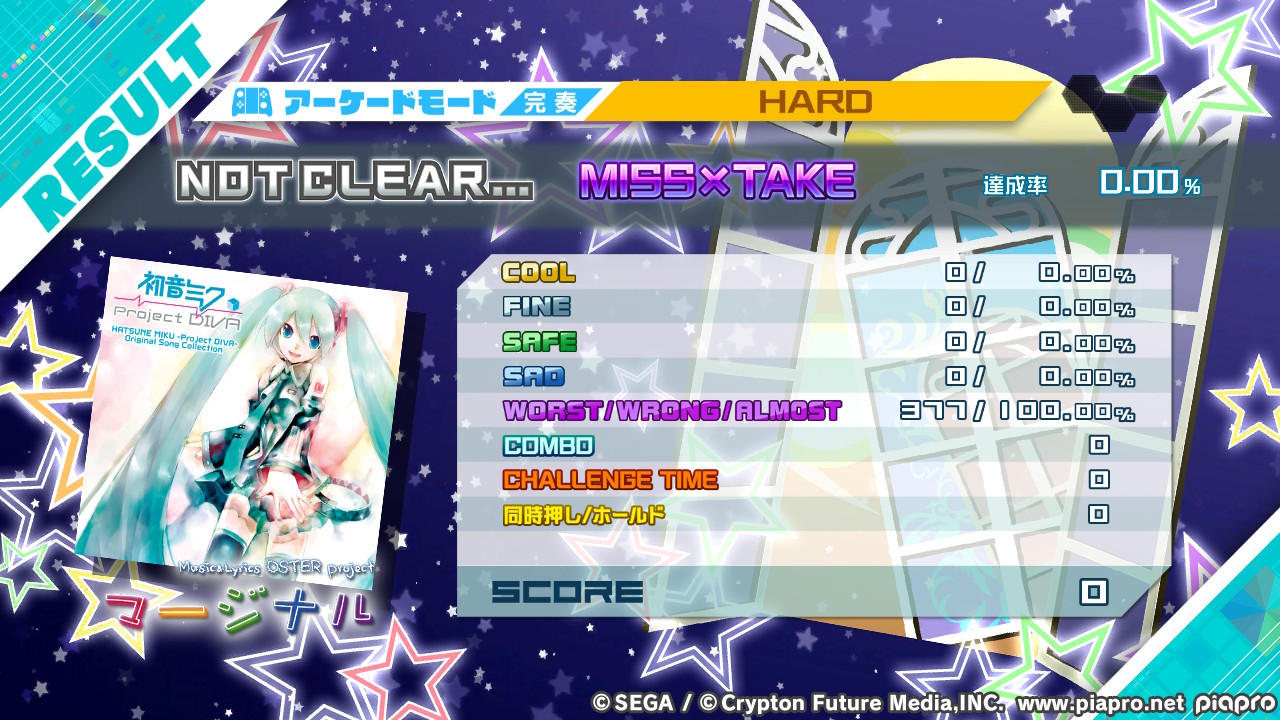 RESULT
アーケードモード 完奏 HARD
NOT CLEAR... MISS×TAKE 達成率 0.00%
COOL 0/ 0.00%
FINE 0/ 0.00%
SAFE 0/ 0.00%
SAD 0/ 0.00%
WORST/WRONG/ALMOST 377/100.00%
COMBO 0
CHALLENGE TIME 0
同時押し/ホールド 0
SCORE 0
初音ミク
Project DIVA
HATSUNE MIKU -Project DIVA-
Original Song Collection
Music&Lyrics OSTER project
マージナル
© SEGA / © Crypton Future Media,INC. www.piapro.net piapro